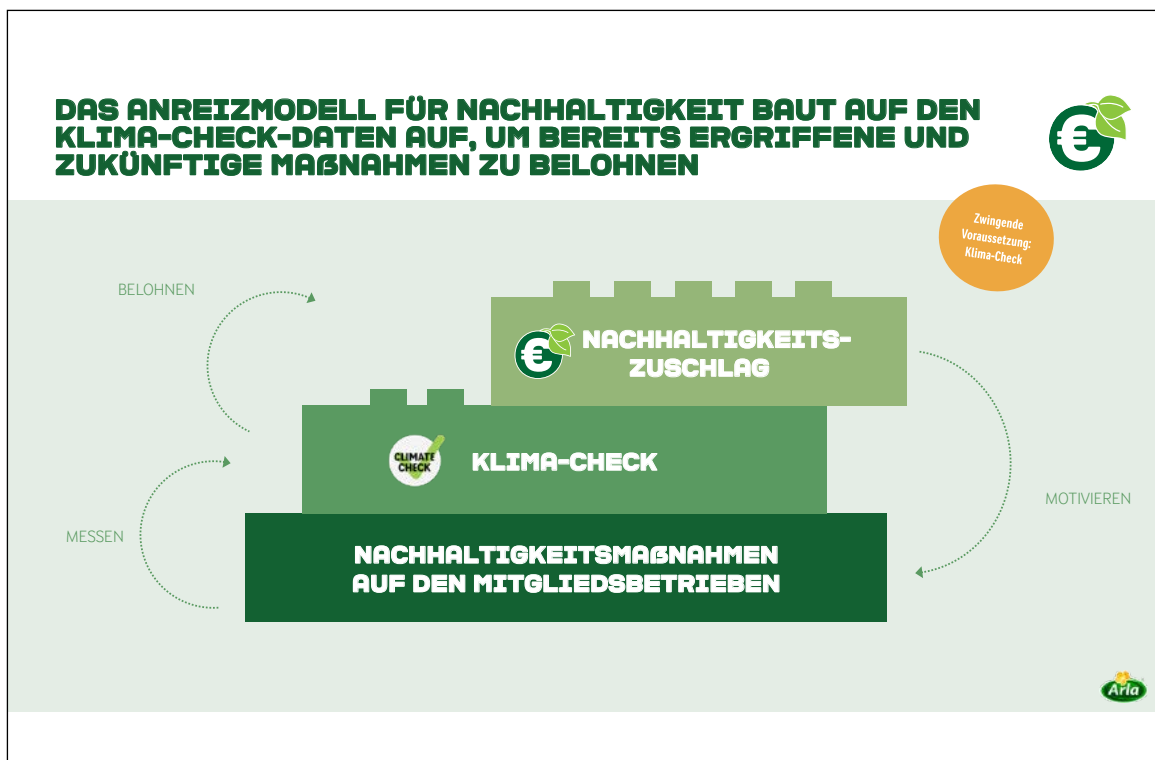 DAS ANREIZMODELL FÜR NACHHALTIGKEIT BAUT AUF DEN
KLIMA-CHECK-DATEN AUF, UM BEREITS ERGRIFFENE UND
ZUKÜNFTIGE MAßNAHMEN ZU BELOHNEN
€
Zwingende
Voraussetzung:
Klima-Check
BELOHNEN
€
NACHHALTIGKEITS-
ZUSCHLAG
CLIMATE
CHECK
KLIMA-CHECK
MOTIVIEREN
MESSEN
NACHHALTIGKEITSMAßNAHMEN
AUF DEN MITGLIEDSBETRIEBEN
Arla